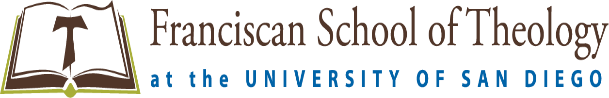 Franciscan School of Theology
at the UNIVERSITY OF SAN DIEGO